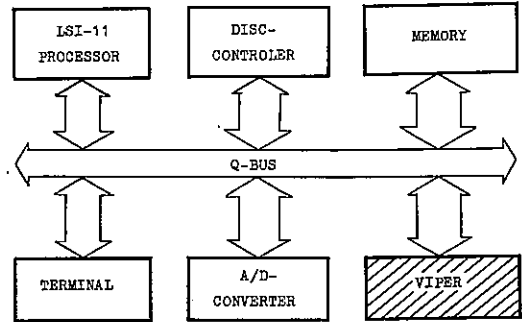 LSI-11
PROCESSOR
DISC-
CONTROLER
MEMORY
Q-BUS
TERMINAL
A/D-
CONVERTER
VIPER